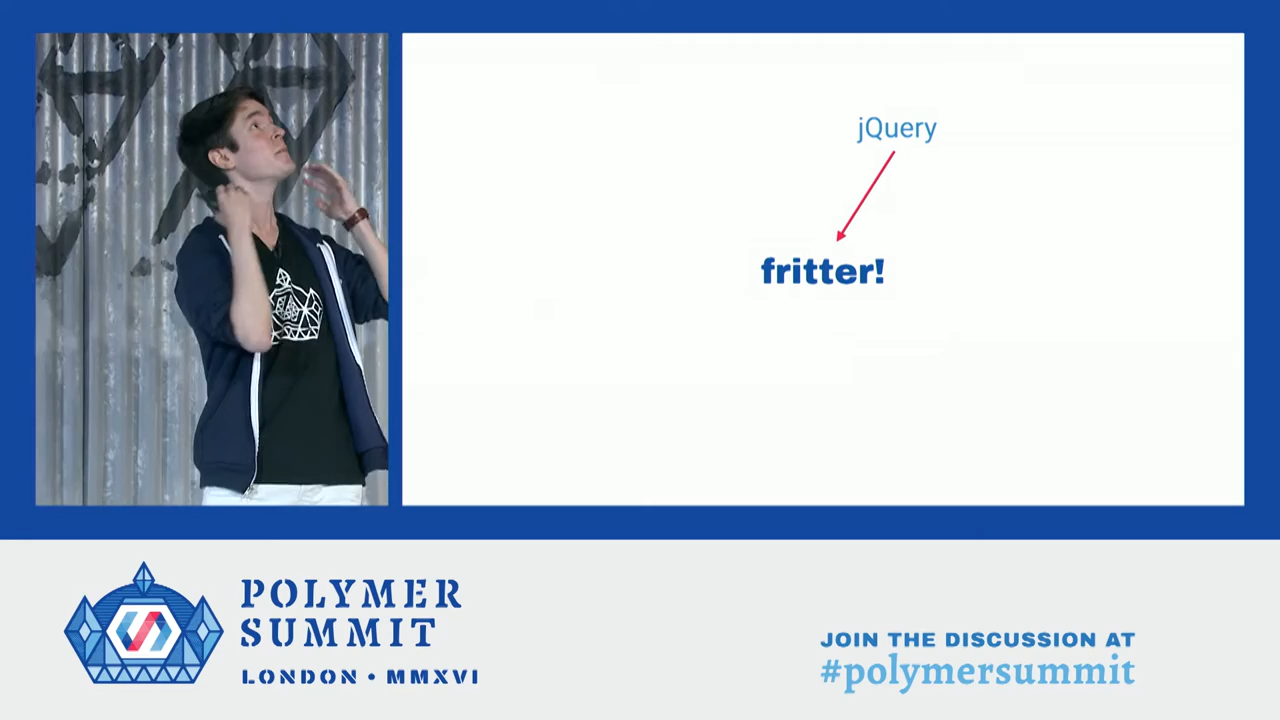 jQuery
fritter!
POLYMER
SUMMIT
LONDON • MMXVI
JOIN THE DISCUSSION AT
#polymersummit